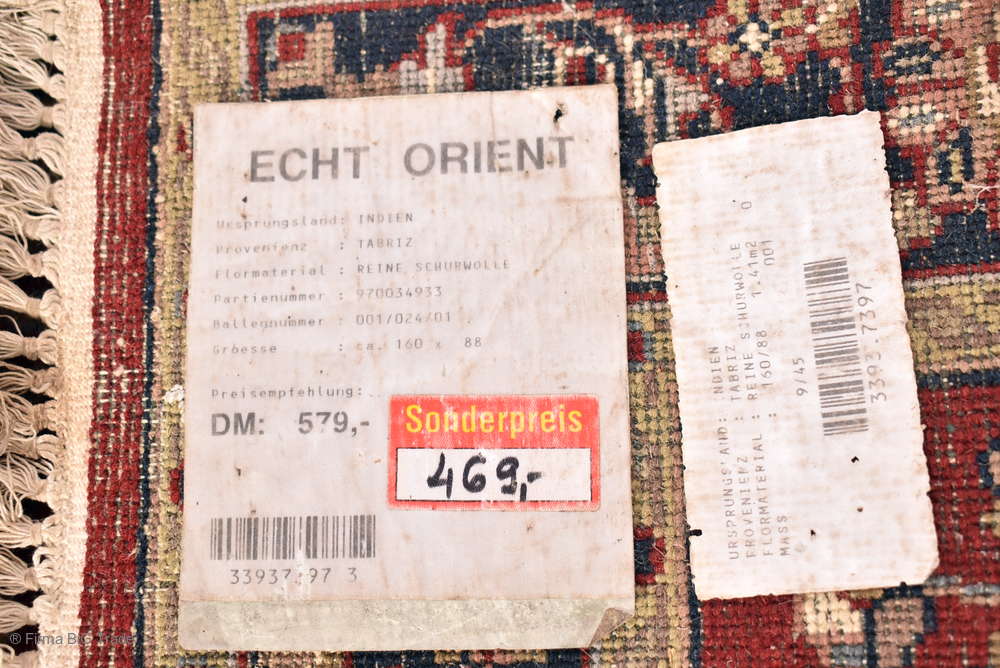 ECHT ORIENT
Ursprungsland: INDIEN
Provenienz : TABRIZ
Flormaterial : REINE SCHURWOLLE
Partienummer : 970034933
Ballennummer : 001/024/01
Groesse : ca. 160 x 88
Preisempfehlung:
DM: 579,-
Sonderpreis
469,-
33937397 3
URSPRUNGSLAND: INDIEN
PROVENIENZ : TABRIZ
FLORMATERIAL : REINE SCHURWOLLE
MASS : 160/88 1.41m2 0
9/45 001
3393.7397
® Firma BIG Trade